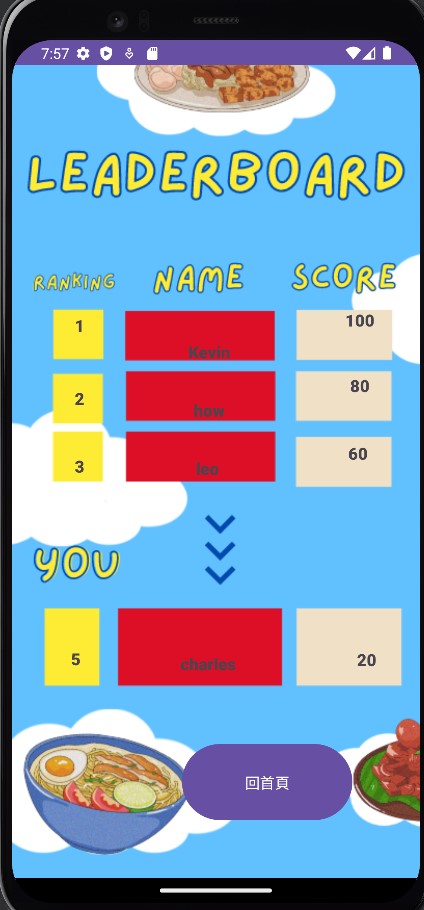 7:57
LEADERBOARD
RANKING NAME SCORE
1 Kevin 100
2 how 80
3 leo 60
YOU
5 charles 20
回首頁